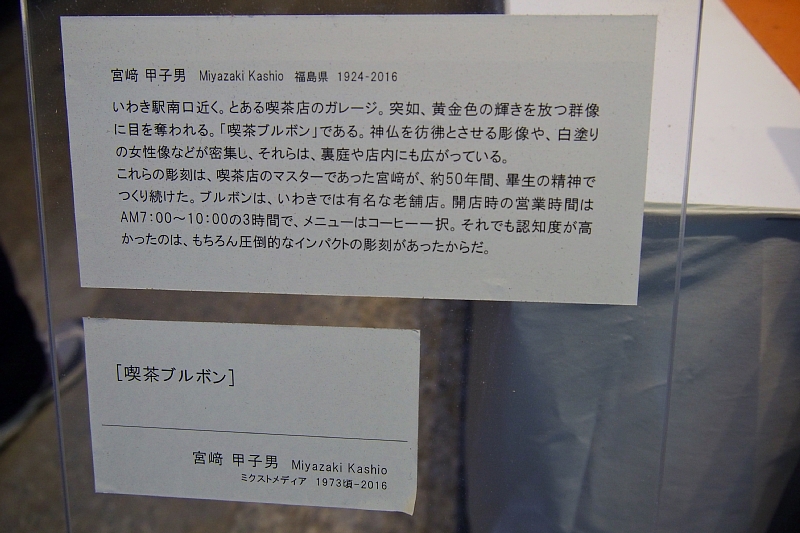 宮﨑 甲子男　Miyazaki Kashio　福島県　1924-2016
いわき駅南口近く。とある喫茶店のガレージ。突如、黄金色の輝きを放つ群像
に目を奪われる。「喫茶ブルボン」である。神仏を彷彿とさせる彫像や、白塗り
の女性像などが密集し、それらは、裏庭や店内にも広がっている。
これらの彫刻は、喫茶店のマスターであった宮﨑が、約50年間、畢生の精神で
つくり続けた。ブルボンは、いわきでは有名な老舗店。開店時の営業時間は
AM7：00～10：00の3時間で、メニューはコーヒー一択。それでも認知度が高
かったのは、もちろん圧倒的なインパクトの彫刻があったからだ。
［喫茶ブルボン］
宮﨑 甲子男　Miyazaki Kashio
ミクストメディア　1973頃-2016